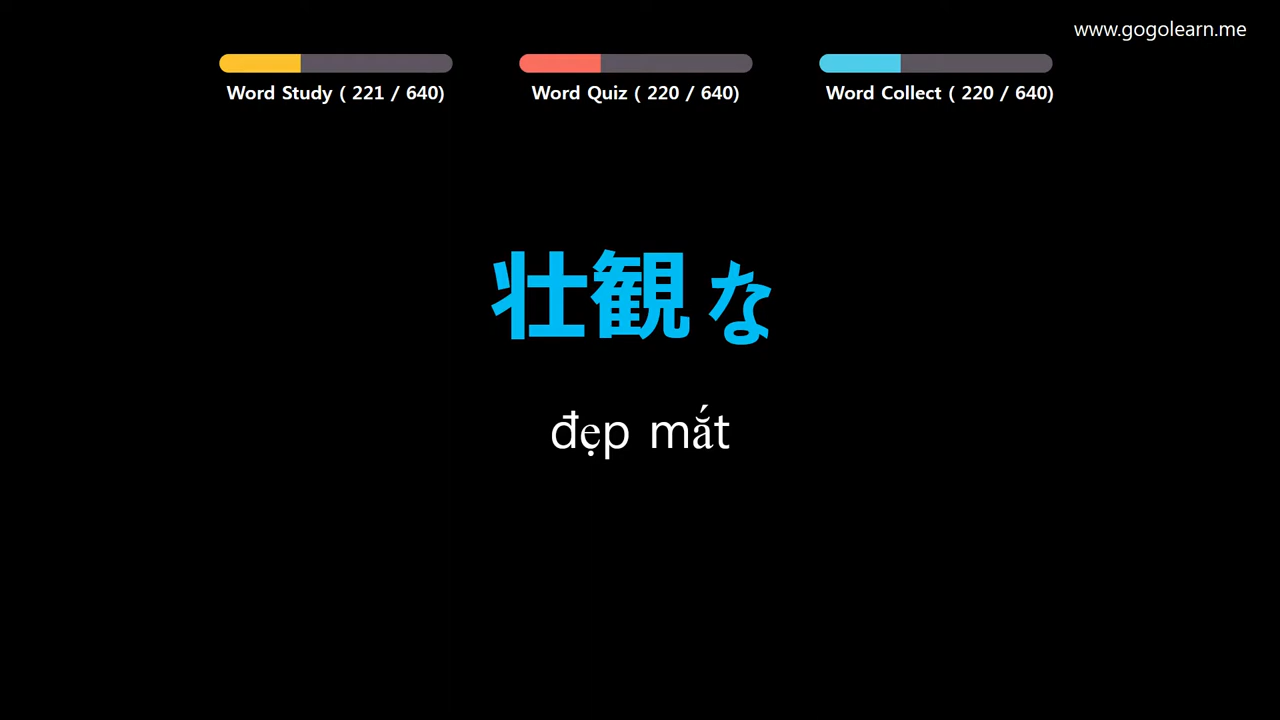 www.gogolearn.me
Word Study ( 221 / 640)
Word Quiz ( 220 / 640)
Word Collect ( 220 / 640)
壮観な
đẹp mắt